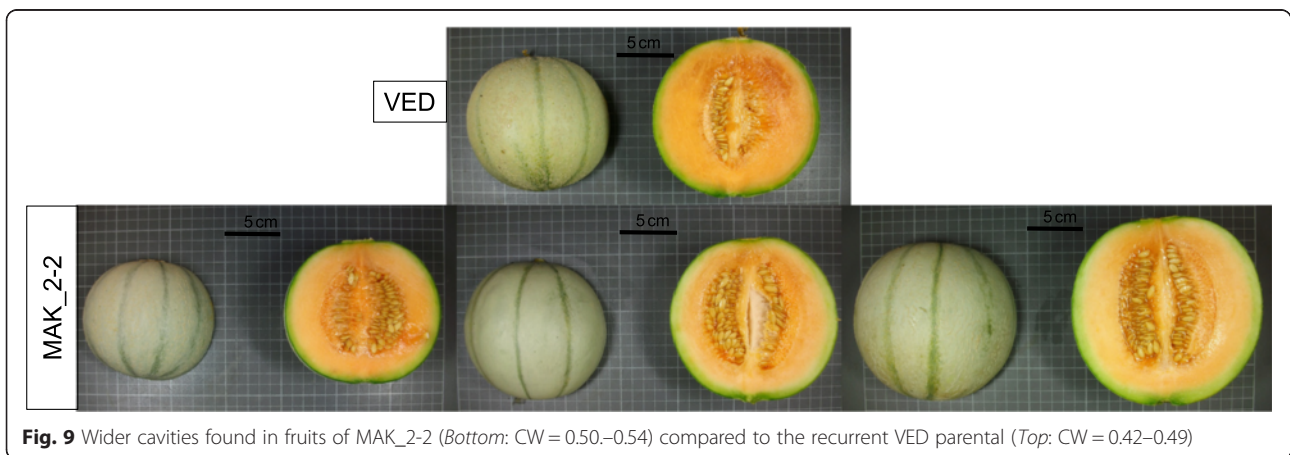 5 cm
VED
5 cm
5 cm
5 cm
MAK_2-2
Fig. 9 Wider cavities found in fruits of MAK_2-2 (Bottom: CW = 0.50.–0.54) compared to the recurrent VED parental (Top: CW = 0.42–0.49)